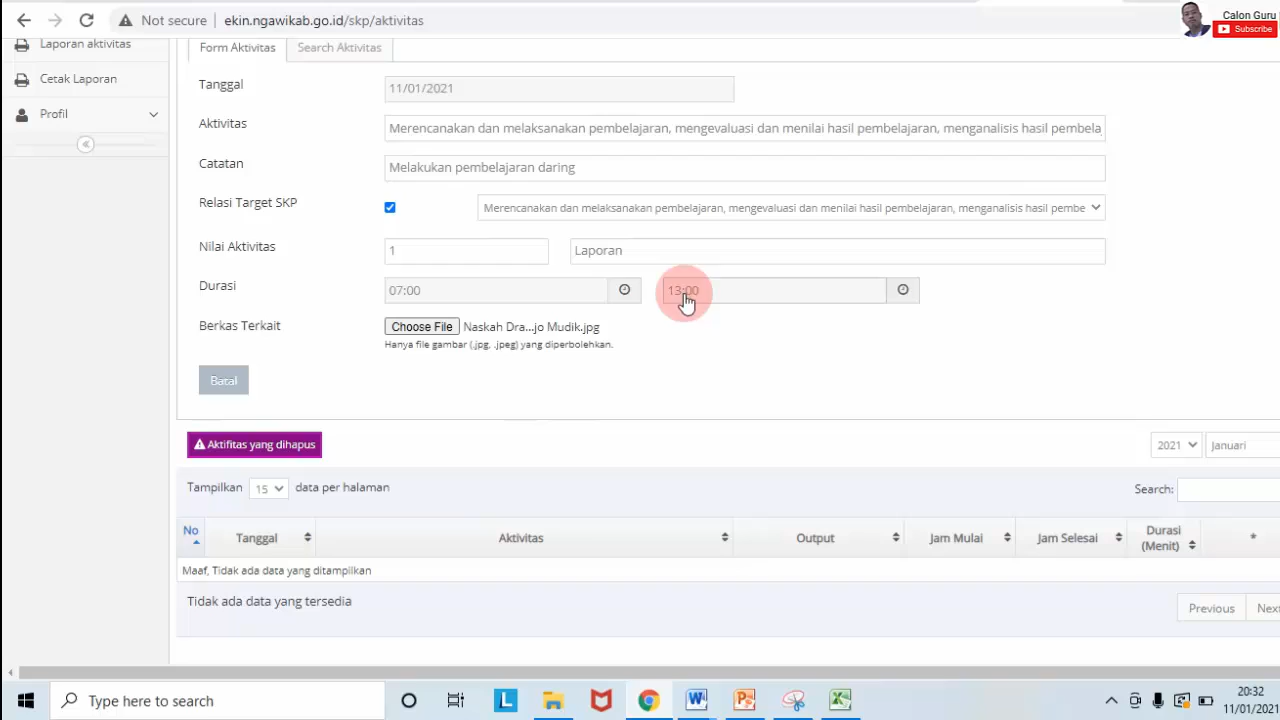 Not secure | ekin.ngawikab.go.id/skp/aktivitas
Calon Guru
Subscribe
Laporan aktivitas
Cetak Laporan
Profil
Form Aktivitas Search Aktivitas
Tanggal 11/01/2021
Aktivitas Merencanakan dan melaksanakan pembelajaran, mengevaluasi dan menilai hasil pembelajaran, menganalisis hasil pembela
Catatan Melakukan pembelajaran daring
Relasi Target SKP Merencanakan dan melaksanakan pembelajaran, mengevaluasi dan menilai hasil pembelajaran, menganalisis hasil pembe
Nilai Aktivitas 1 Laporan
Durasi 07:00 13:00
Berkas Terkait Choose File Naskah Dra...jo Mudik.jpg
Hanya file gambar (.jpg, .jpeg) yang diperbolehkan.
Batal
Aktifitas yang dihapus 2021 Januari
Tampilkan 15 data per halaman Search:
No Tanggal Aktivitas Output Jam Mulai Jam Selesai Durasi (Menit) *
Maaf, Tidak ada data yang ditampilkan
Tidak ada data yang tersedia Previous Next
Type here to search
20:32
11/01/2021